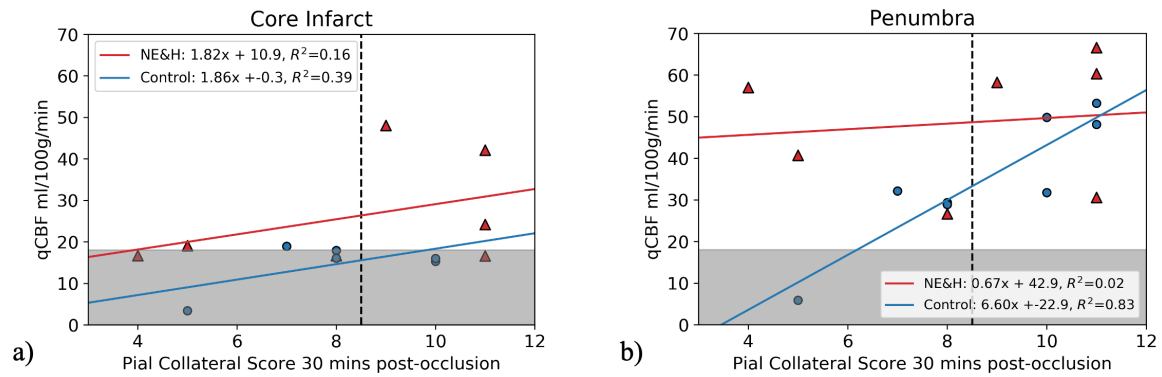 Core Infarct
70
60
50
40
30
20
10
0
qCBF ml/100g/min
NE&H: 1.82x + 10.9, R²=0.16
Control: 1.86x +-0.3, R²=0.39
4 6 8 10 12
Pial Collateral Score 30 mins post-occlusion
a)
Penumbra
70
60
50
40
30
20
10
0
qCBF ml/100g/min
NE&H: 0.67x + 42.9, R²=0.02
Control: 6.60x +-22.9, R²=0.83
4 6 8 10 12
Pial Collateral Score 30 mins post-occlusion
b)